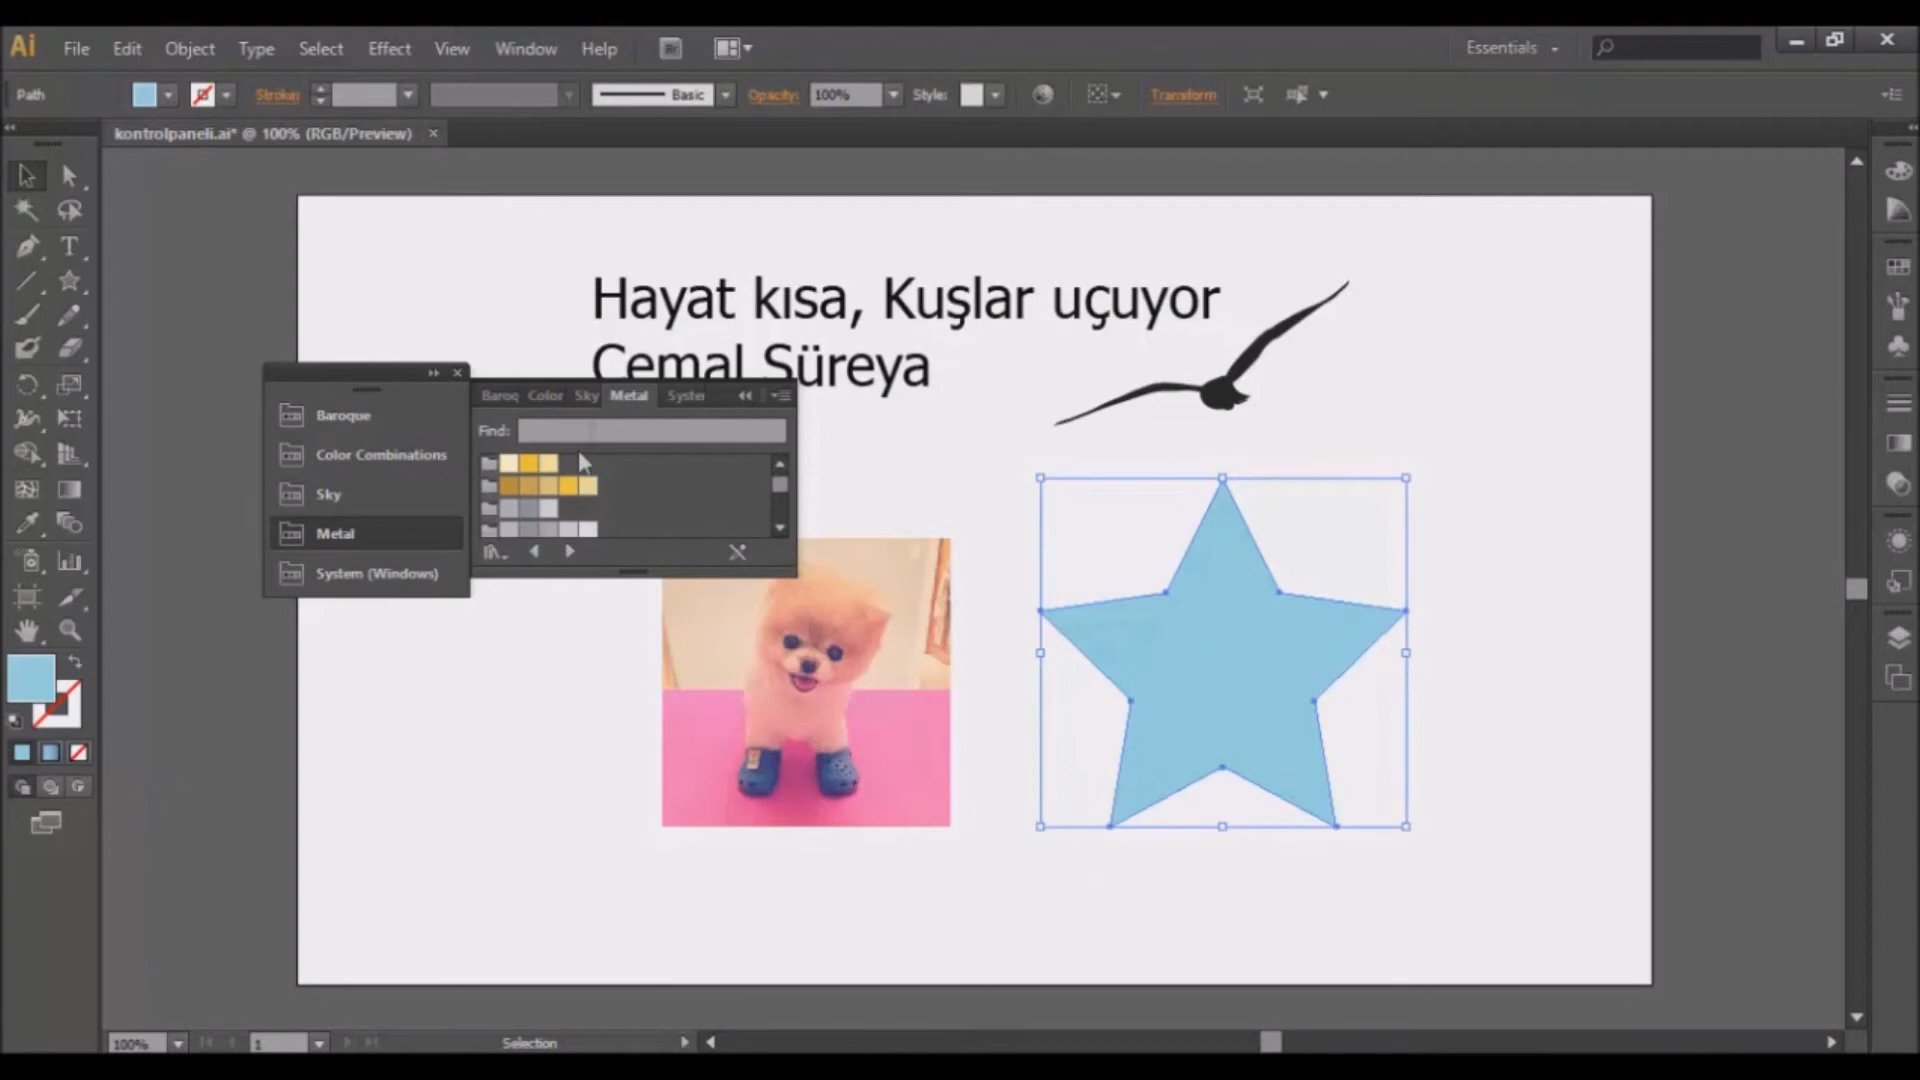 Ai File Edit Object Type Select Effect View Window Help Br Essentials
Path Stroke: Basic Opacity: 100% Style: Transform
kontrolpaneli.ai* @ 100% (RGB/Preview)
Hayat kısa, Kuşlar uçuyor
Cemal Süreya
Baroq Color Sky Metal Syste
Find:
Baroque
Color Combinations
Sky
Metal
System (Windows)
100% 1 Selection